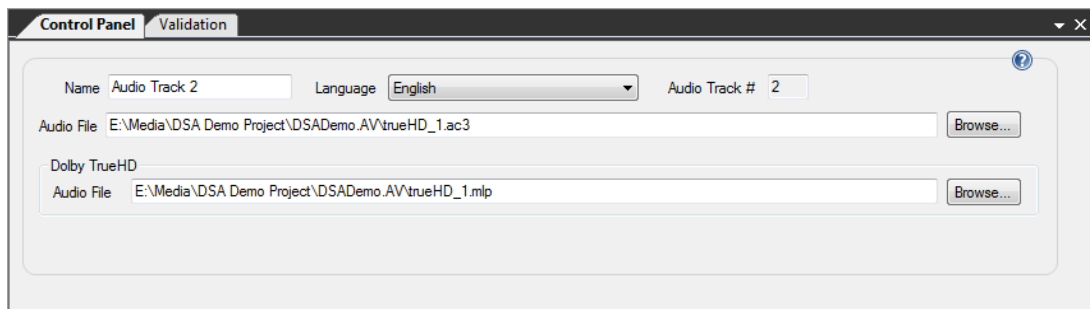 Control Panel Validation
Name Audio Track 2 Language English Audio Track # 2
Audio File E:\Media\DSA Demo Project\DSADemo.AV\trueHD_1.ac3 Browse...
Dolby TrueHD
Audio File E:\Media\DSA Demo Project\DSADemo.AV\trueHD_1.mlp Browse...